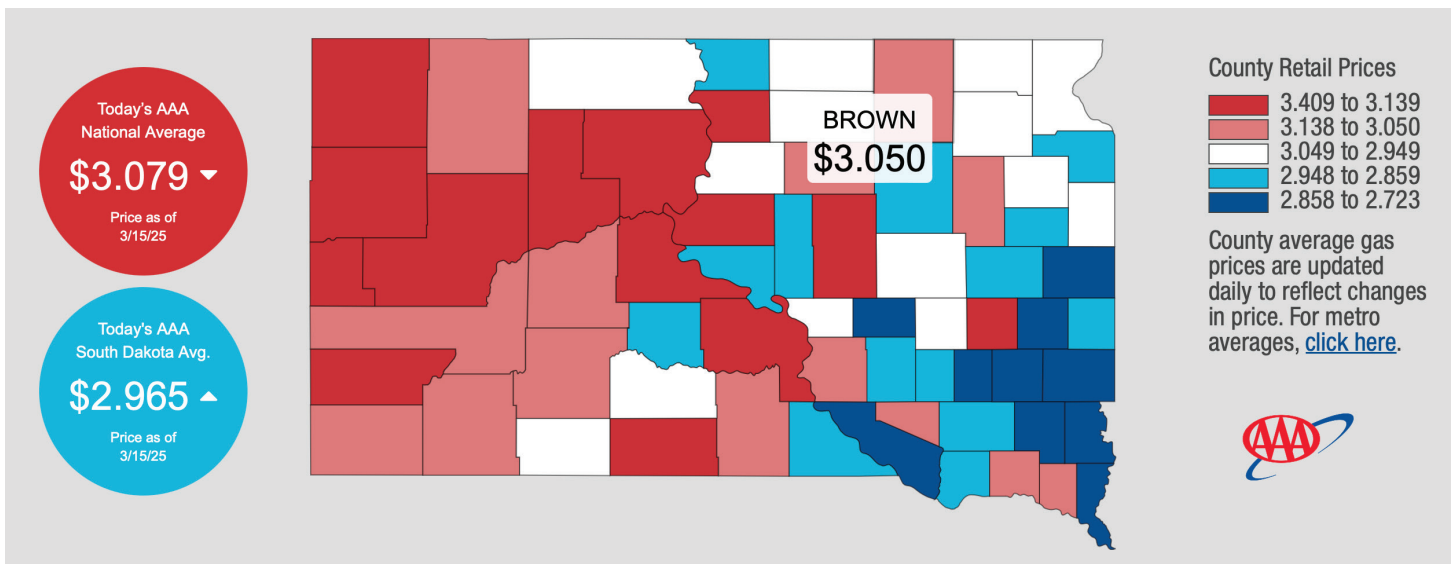 Today's AAA
National Average
$3.079
Price as of
3/15/25
Today's AAA
South Dakota Avg.
$2.965
Price as of
3/15/25
BROWN
$3.050
County Retail Prices
3.409 to 3.139
3.138 to 3.050
3.049 to 2.949
2.948 to 2.859
2.858 to 2.723
County average gas
prices are updated
daily to reflect changes
in price. For metro
averages, click here.
AAA